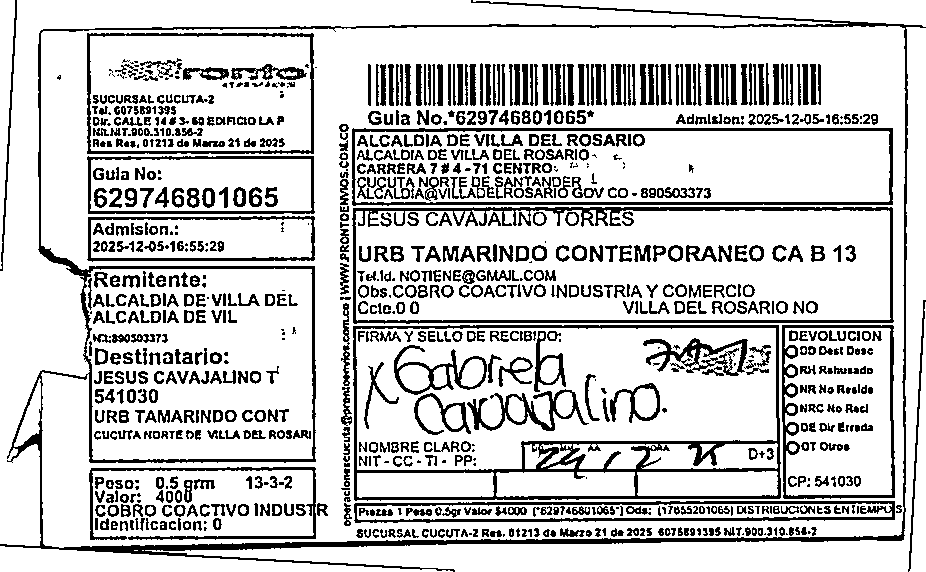 SUCURSAL CUCUTA-2
Tel. 6075891395
Dir. CALLE 14 # 3- 60 EDIFICIO LA P
NIT.900.310.856-2
Res Res. 01213 de Marzo 21 de 2025
Guia No:
629746801065
Admision.:
2025-12-05-16:55:29
Remitente:
ALCALDIA DE VILLA DEL
ALCALDIA DE VIL
890503373
Destinatario:
JESUS CAVAJALINO T
541030
URB TAMARINDO CONT
CUCUTA NORTE DE VILLA DEL ROSARI
Peso: 0.5 grm 13-3-2
Valor: 4000
COBRO COACTIVO INDUSTR
Identificacion: 0
operacionescucuta@prontoenvios.com.co | WWW.PRONTOENVIOS.COM.CO
Guia No.*629746801065* Admision: 2025-12-05-16:55:29
ALCALDIA DE VILLA DEL ROSARIO
ALCALDIA DE VILLA DEL ROSARIO
CARRERA 7 # 4 - 71 CENTRO
CUCUTA NORTE DE SANTANDER
ALCALDIA@VILLADELROSARIO GOV CO - 890503373
JESUS CAVAJALINO TORRES
URB TAMARINDO CONTEMPORANEO CA B 13
Tel.Id. NOTIENE@GMAIL.COM
Obs.COBRO COACTIVO INDUSTRIA Y COMERCIO
Ccto.0 0 VILLA DEL ROSARIO NO
FIRMA Y SELLO DE RECIBIDO:
X Gabriela
Carvajalino.
NOMBRE CLARO:
NIT - CC - TI - PP:
D+3
DEVOLUCION
DD Dest Desc
RH Rehusado
NR No Reside
NRC No Recl
DE Dir Errada
OT Otros
CP: 541030
Piezas 1 Peso 0.5gr Valor $4000 (*629746801065*) Ods: (17655201065) DISTRIBUCIONES ENTIEMPO S
SUCURSAL CUCUTA-2 Res. 01213 de Marzo 21 de 2025 6075891395 NIT.900.310.856-2